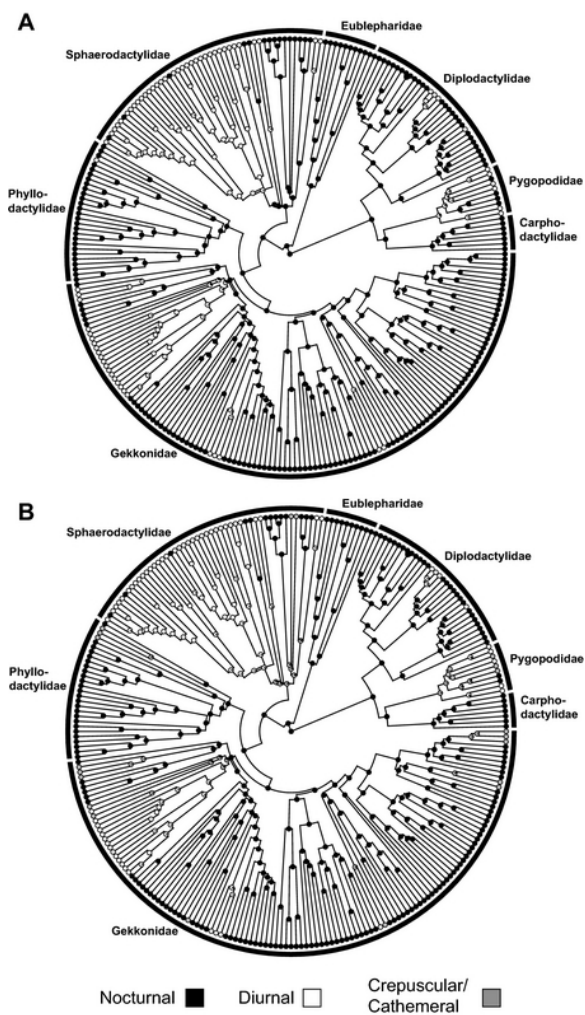 A
Eublepharidae
Sphaerodactylidae
Diplodactylidae
Pygopodidae
Phyllo-
dactylidae
Carpho-
dactylidae
Gekkonidae
B
Eublepharidae
Sphaerodactylidae
Diplodactylidae
Pygopodidae
Phyllo-
dactylidae
Carpho-
dactylidae
Gekkonidae
Nocturnal
Diurnal
Crepuscular/
Cathemeral